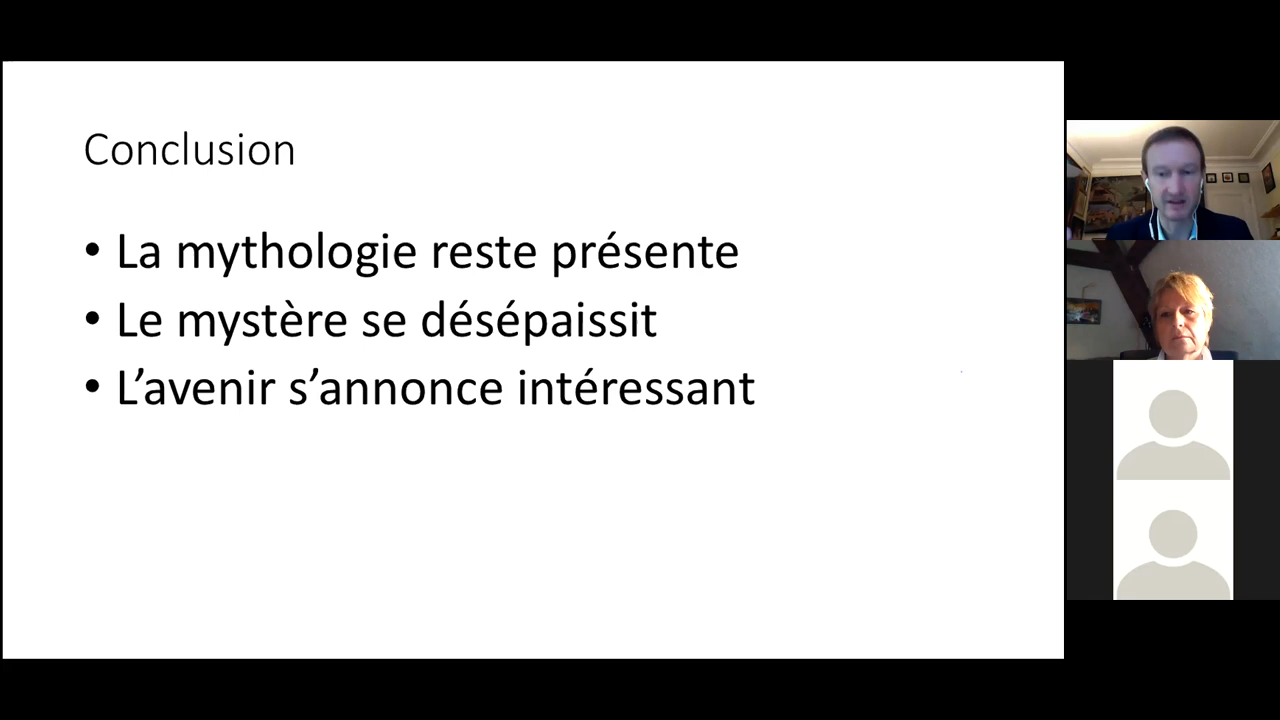 Conclusion
• La mythologie reste présente
• Le mystère se désépaissit
• L’avenir s’annonce intéressant